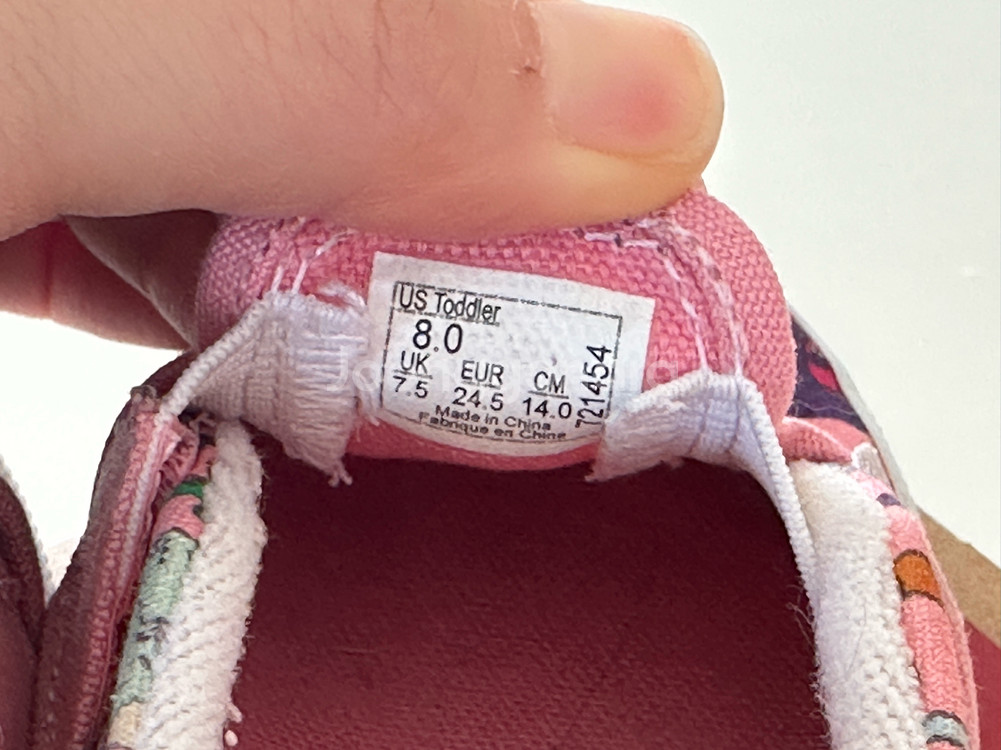 US Toddler
8.0
UK EUR CM
7.5 24.5 14.0
721454
Made in China
Fabriqué en Chine